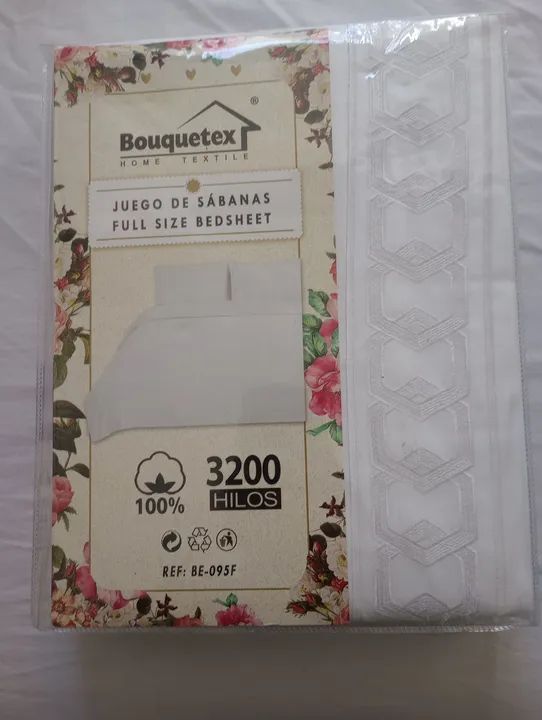 Bouquetex®
HOME TEXTILE
JUEGO DE SÁBANAS
FULL SIZE BEDSHEET
100%
3200
HILOS
REF: BE-095F